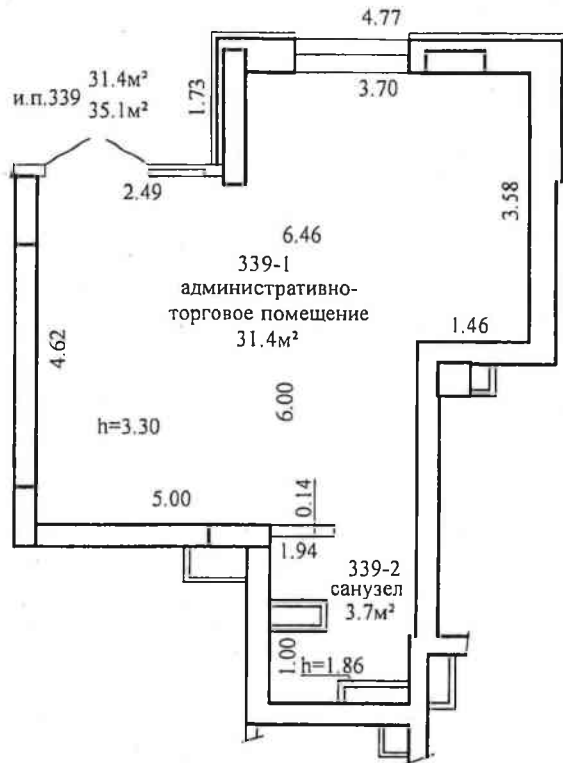 4.77
31.4м²
и.п.339
35.1м²
1.73
3.70
2.49
3.58
6.46
339-1
административно-
торговое помещение
31.4м²
1.46
4.62
6.00
h=3.30
5.00
0.14
1.94
339-2
санузел
3.7м²
1.00
h=1.86